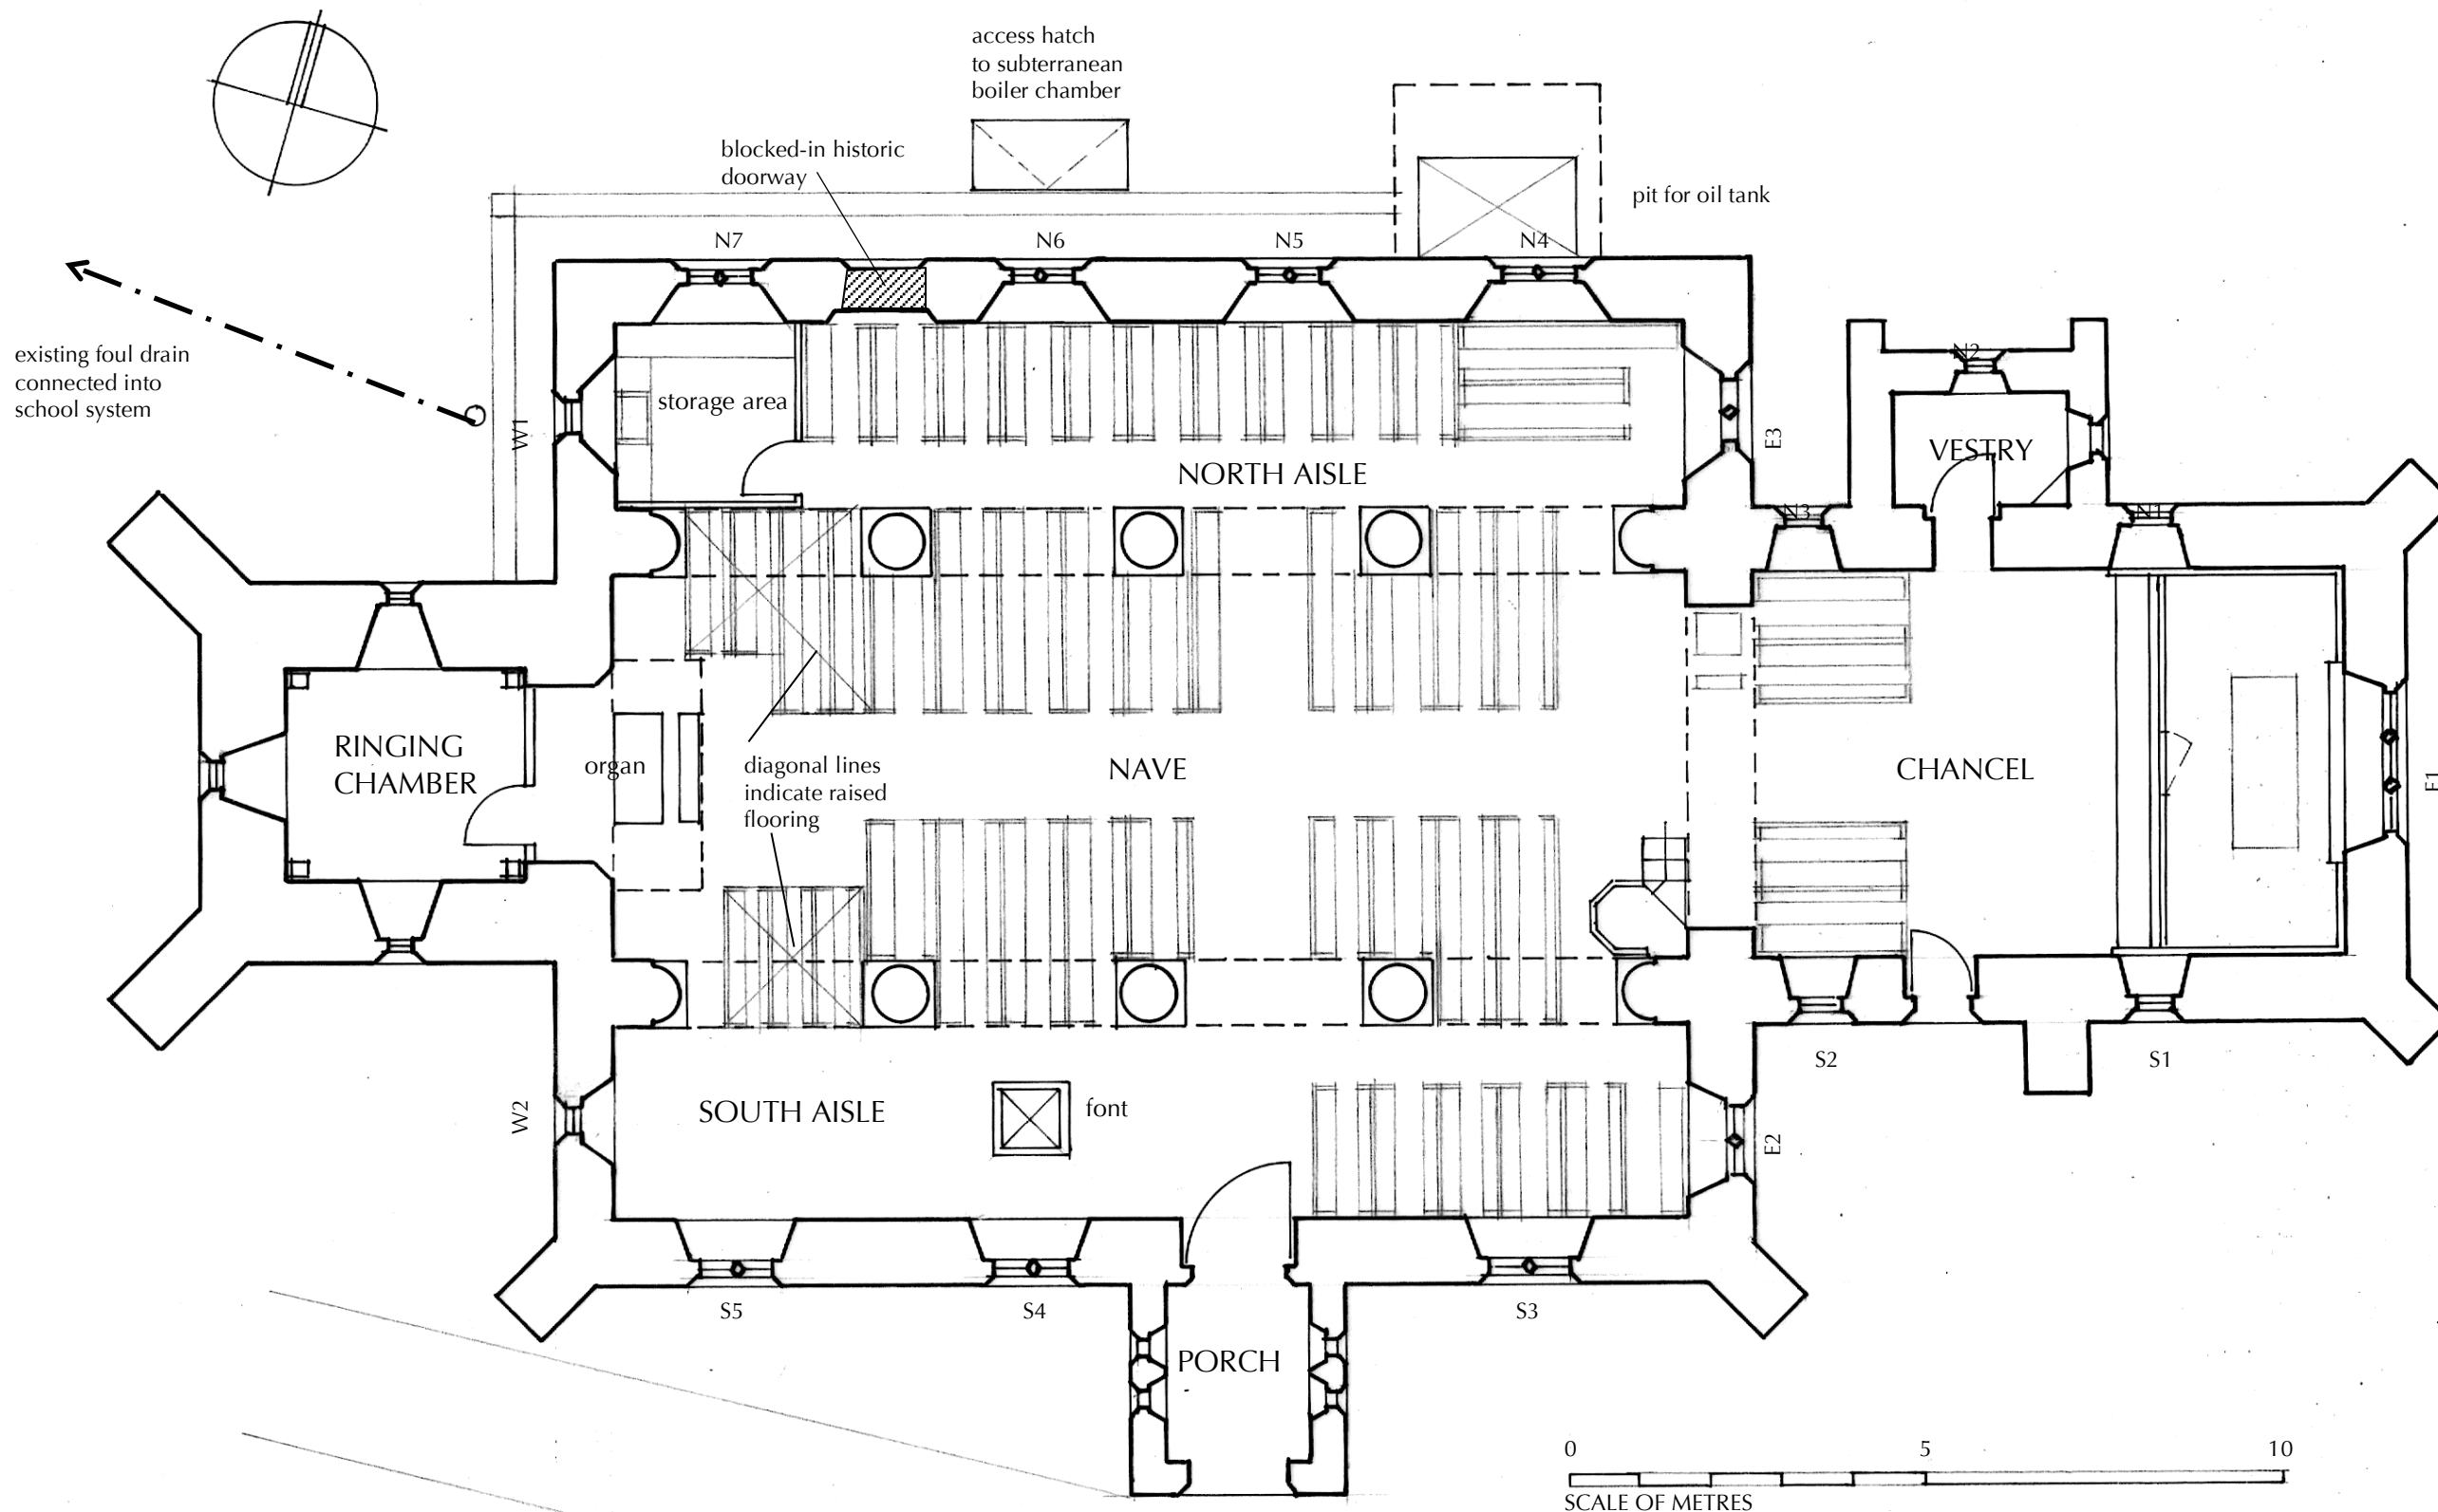 access hatch
to subterranean
boiler chamber
blocked-in historic
doorway
pit for oil tank
N7
N6
N5
N4
existing foul drain
connected into
school system
W1
storage area
E3
N2
VESTRY
NORTH AISLE
N3
N1
RINGING
CHAMBER
organ
diagonal lines
indicate raised
flooring
NAVE
CHANCEL
E1
W2
SOUTH AISLE
font
E2
S2
S1
S5
S4
S3
PORCH
0 5 10
SCALE OF METRES